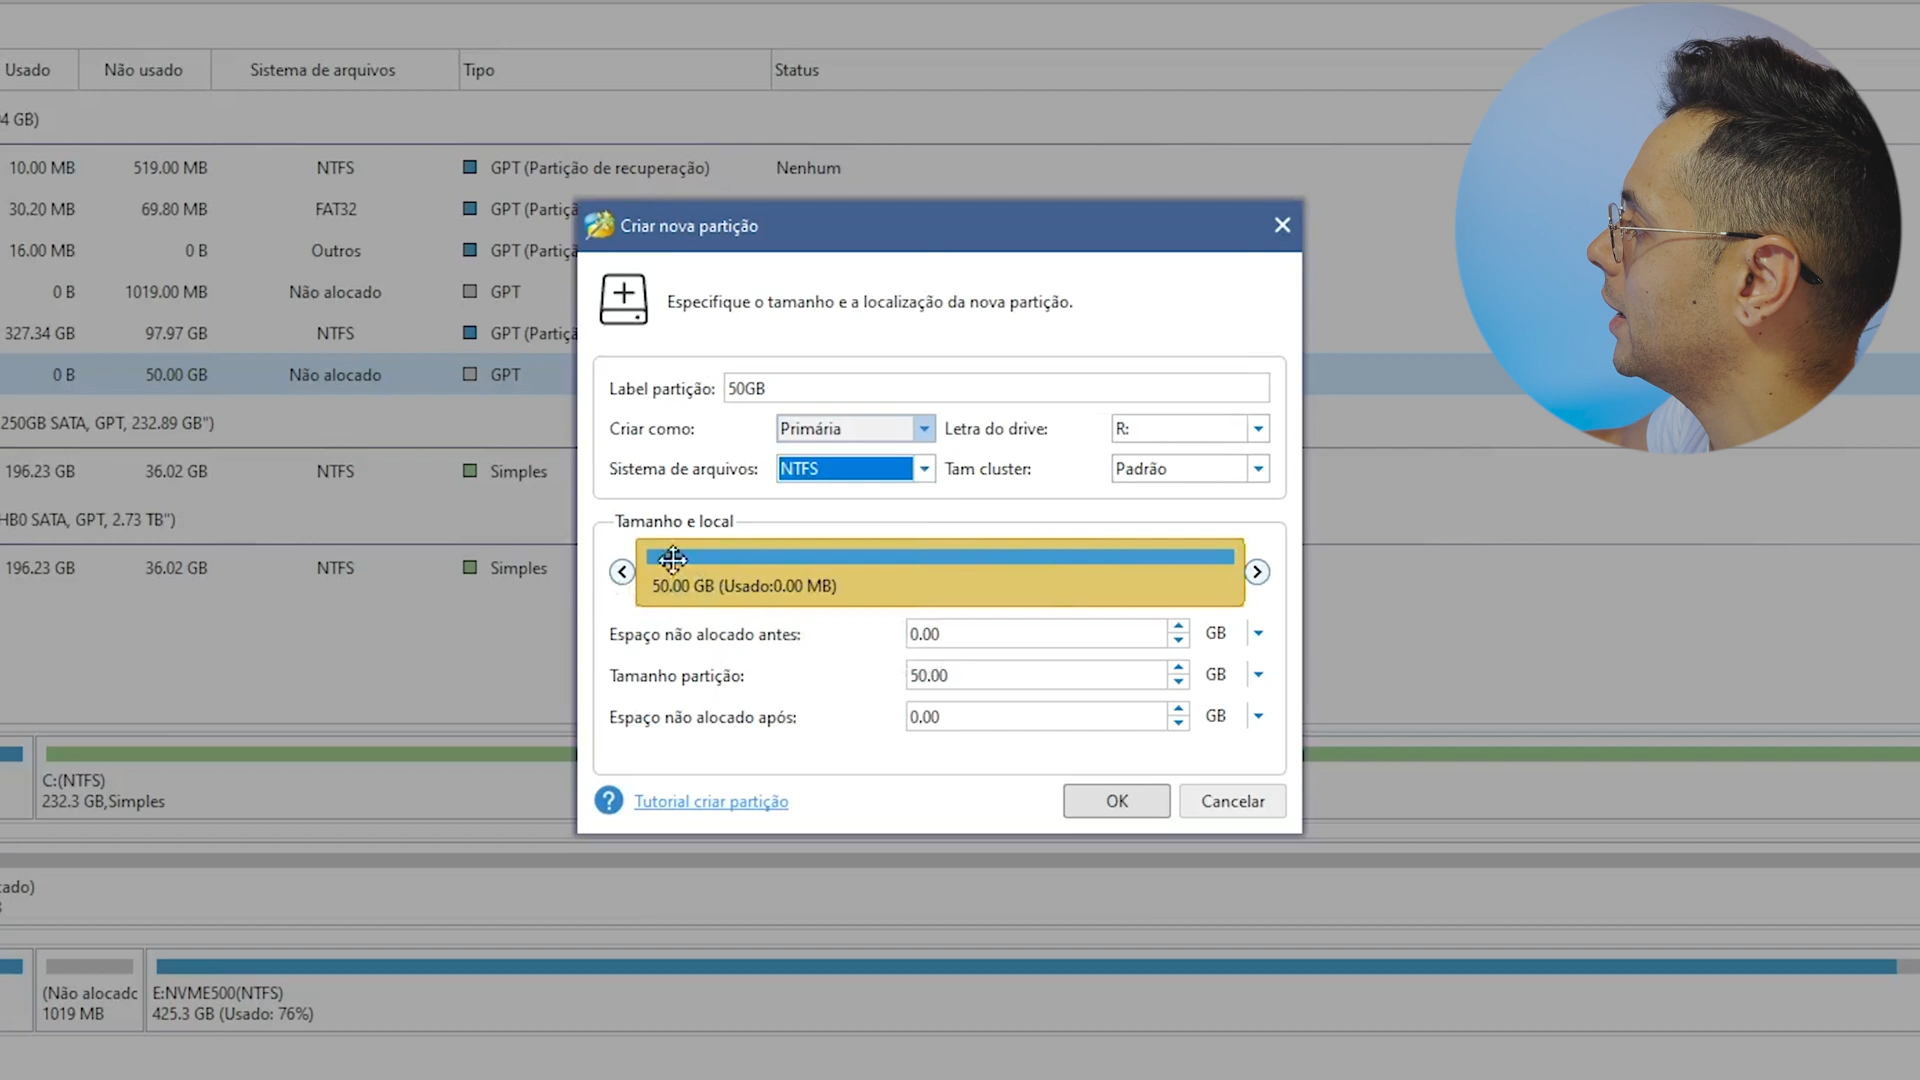 Usado Não usado Sistema de arquivos Tipo Status
4 GB)
10.00 MB 519.00 MB NTFS GPT (Partição de recuperação) Nenhum
30.20 MB 69.80 MB FAT32 GPT (Partiçã
16.00 MB 0 B Outros GPT (Partiçã
0 B 1019.00 MB Não alocado GPT
327.34 GB 97.97 GB NTFS GPT (Partiçã
0 B 50.00 GB Não alocado GPT
250GB SATA, GPT, 232.89 GB")
196.23 GB 36.02 GB NTFS Simples
HB0 SATA, GPT, 2.73 TB")
196.23 GB 36.02 GB NTFS Simples
Criar nova partição
Especifique o tamanho e a localização da nova partição.
Label partição: 50GB
Criar como: Primária Letra do drive: R:
Sistema de arquivos: NTFS Tam cluster: Padrão
Tamanho e local
50.00 GB (Usado:0.00 MB)
Espaço não alocado antes: 0.00 GB
Tamanho partição: 50.00 GB
Espaço não alocado após: 0.00 GB
Tutorial criar partição OK Cancelar
C:(NTFS)
232.3 GB,Simples
cado)
(Não alocadc E:NVME500(NTFS)
1019 MB 425.3 GB (Usado: 76%)